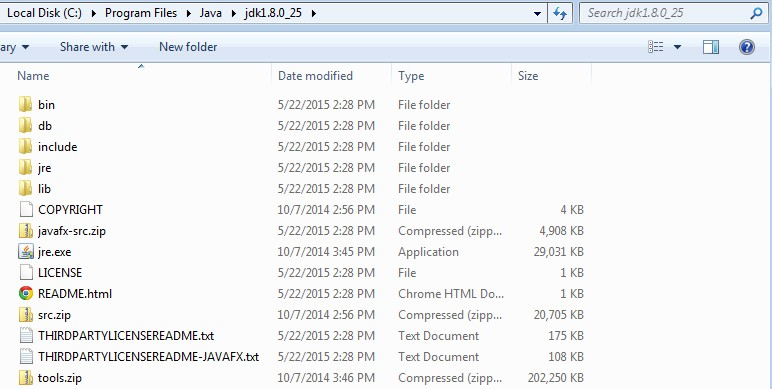 Local Disk (C:) Program Files Java jdk1.8.0_25 Search jdk1.8.0_25
ary Share with New folder
Name Date modified Type Size
bin 5/22/2015 2:28 PM File folder
db 5/22/2015 2:28 PM File folder
include 5/22/2015 2:28 PM File folder
jre 5/22/2015 2:28 PM File folder
lib 5/22/2015 2:28 PM File folder
COPYRIGHT 10/7/2014 2:56 PM File 4 KB
javafx-src.zip 5/22/2015 2:28 PM Compressed (zipp... 4,908 KB
jre.exe 10/7/2014 3:45 PM Application 29,031 KB
LICENSE 5/22/2015 2:28 PM File 1 KB
README.html 5/22/2015 2:28 PM Chrome HTML Do... 1 KB
src.zip 10/7/2014 2:56 PM Compressed (zipp... 20,705 KB
THIRDPARTYLICENSEREADME.txt 5/22/2015 2:28 PM Text Document 175 KB
THIRDPARTYLICENSEREADME-JAVAFX.txt 5/22/2015 2:28 PM Text Document 108 KB
tools.zip 10/7/2014 3:46 PM Compressed (zipp... 202,250 KB